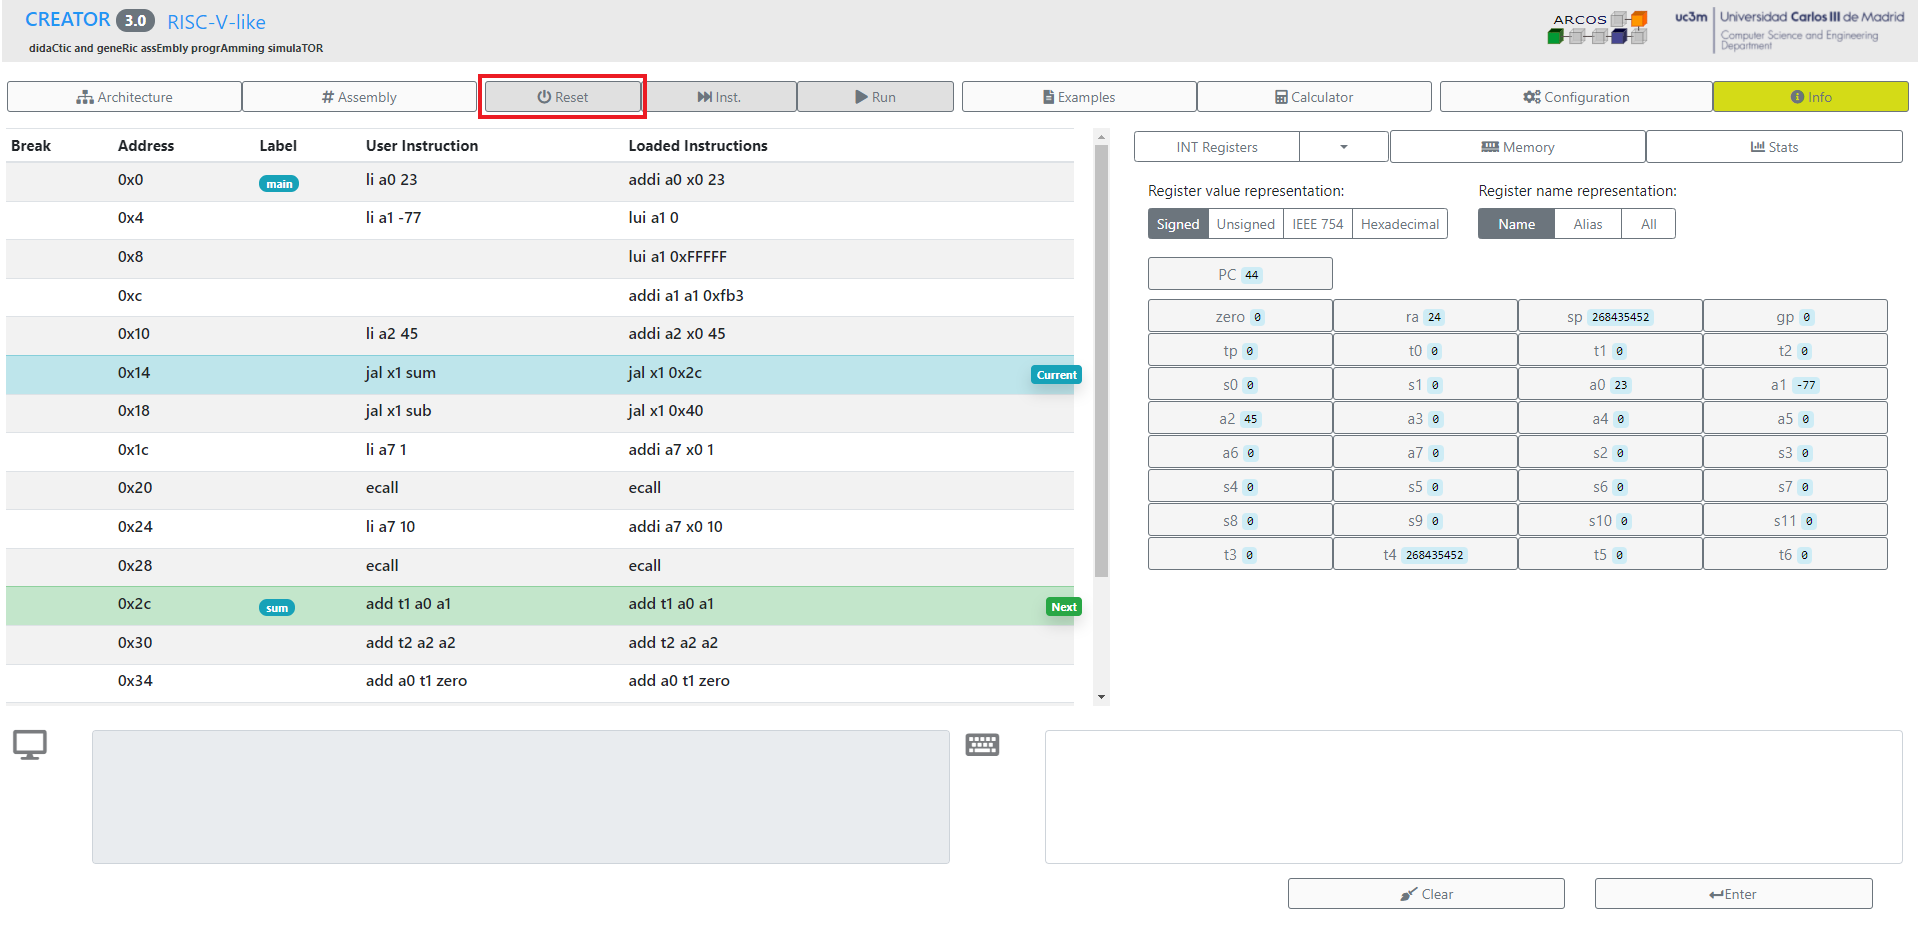 CREATOR 3.0 RISC-V-like
didaCtic and geneRic assEmbly progrAmming simulaTOR
ARCOS
uc3m Universidad Carlos III de Madrid
Computer Science and Engineering
Department
Architecture # Assembly Reset Inst. Run Examples Calculator Configuration Info
Break Address Label User Instruction Loaded Instructions
0x0 main li a0 23 addi a0 x0 23
0x4 li a1 -77 lui a1 0
0x8 lui a1 0xFFFFF
0xc addi a1 a1 0xfb3
0x10 li a2 45 addi a2 x0 45
0x14 jal x1 sum jal x1 0x2c Current
0x18 jal x1 sub jal x1 0x40
0x1c li a7 1 addi a7 x0 1
0x20 ecall ecall
0x24 li a7 10 addi a7 x0 10
0x28 ecall ecall
0x2c sum add t1 a0 a1 add t1 a0 a1 Next
0x30 add t2 a2 a2 add t2 a2 a2
0x34 add a0 t1 zero add a0 t1 zero
INT Registers Memory Stats
Register value representation: Register name representation:
Signed Unsigned IEEE 754 Hexadecimal Name Alias All
PC 44
zero 0 ra 24 sp 268435452 gp 0
tp 0 t0 0 t1 0 t2 0
s0 0 s1 0 a0 23 a1 -77
a2 45 a3 0 a4 0 a5 0
a6 0 a7 0 s2 0 s3 0
s4 0 s5 0 s6 0 s7 0
s8 0 s9 0 s10 0 s11 0
t3 0 t4 268435452 t5 0 t6 0
Clear Enter